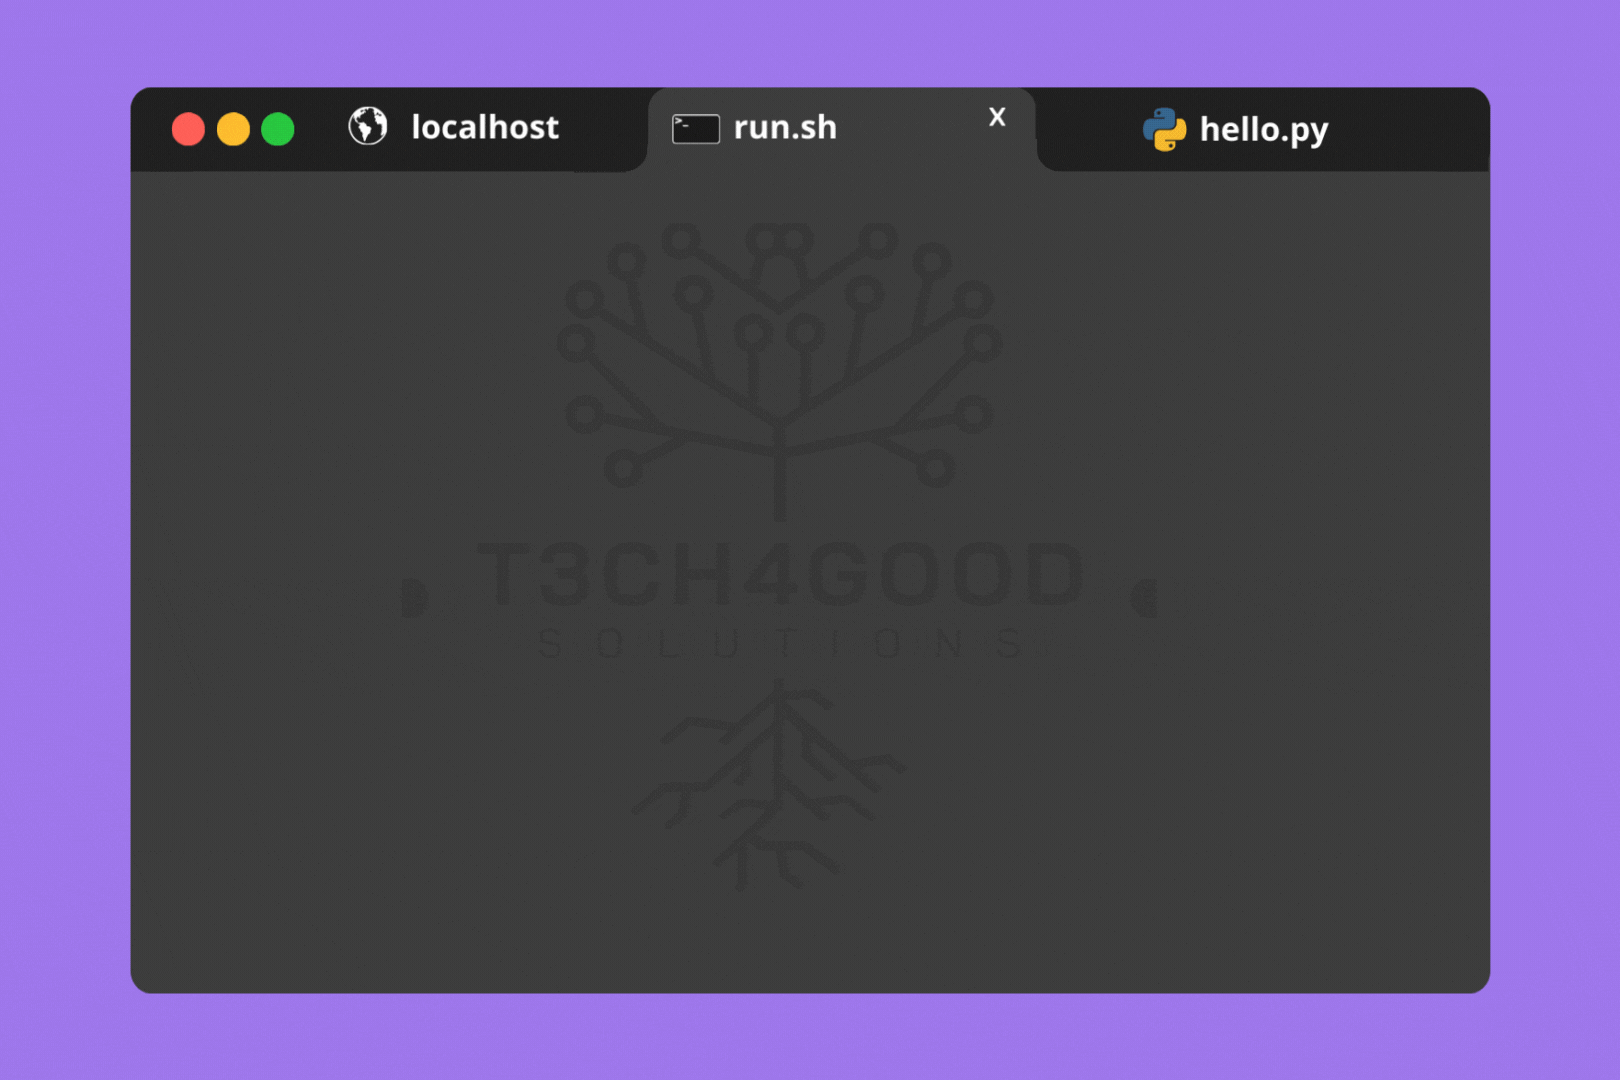 localhost
>_ run.sh X
hello.py
T3CH4GOOD
SOLUTIONS